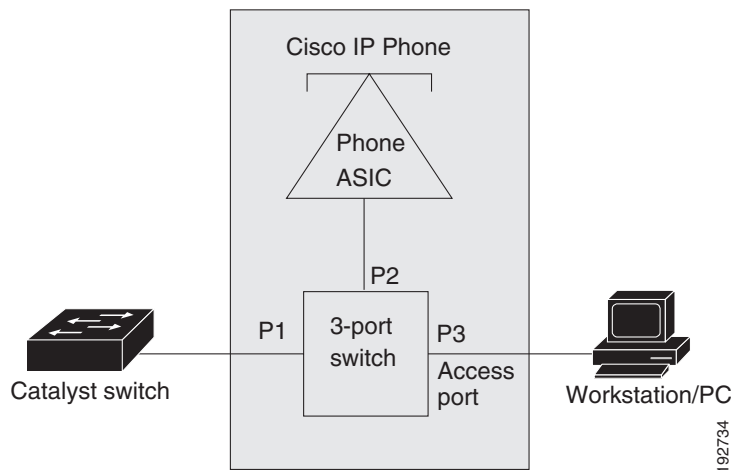 Cisco IP Phone
Phone
ASIC
P2
P1
3-port
switch
P3
Access
port
Catalyst switch
Workstation/PC
192734